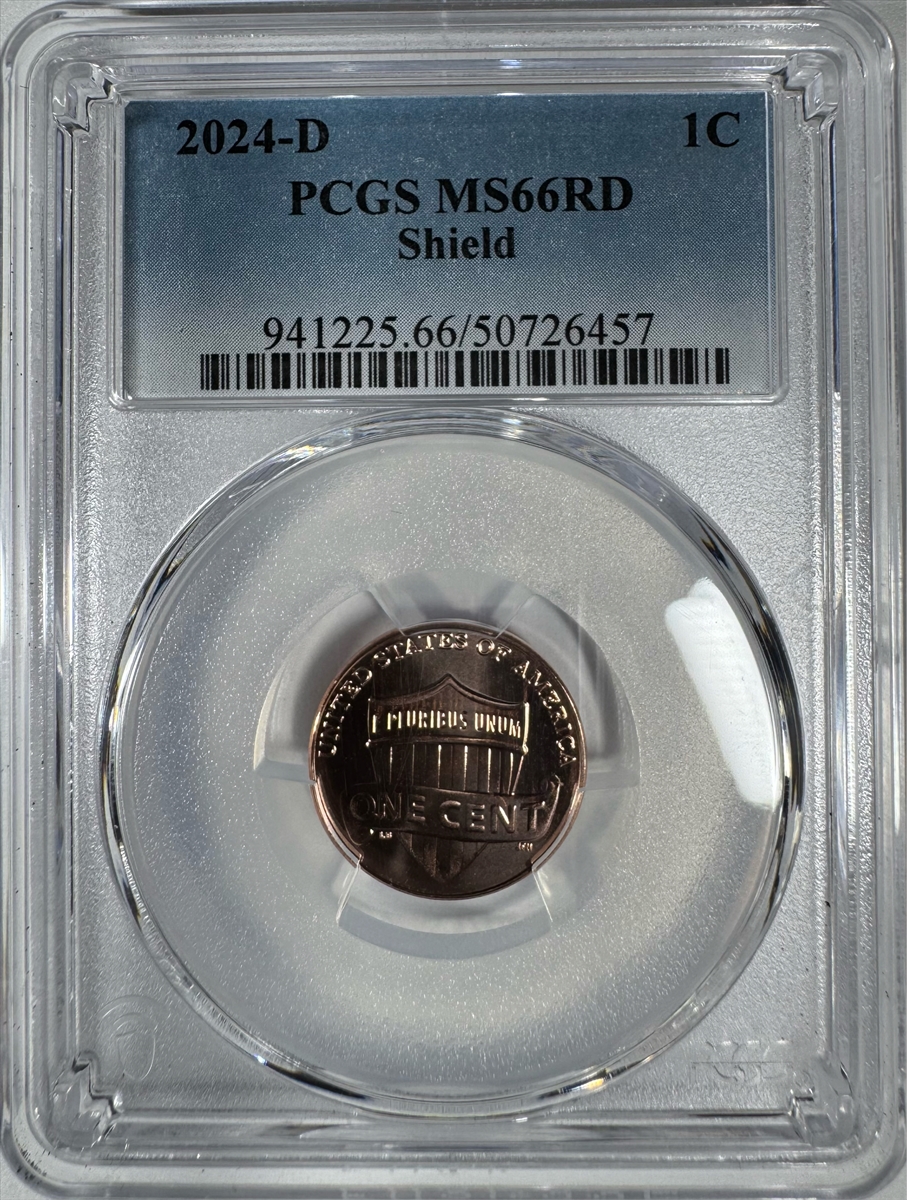 2024-D 1C
PCGS MS66RD
Shield
941225.66/50726457
UNITED STATES OF AMERICA
E PLURIBUS UNUM
ONE CENT